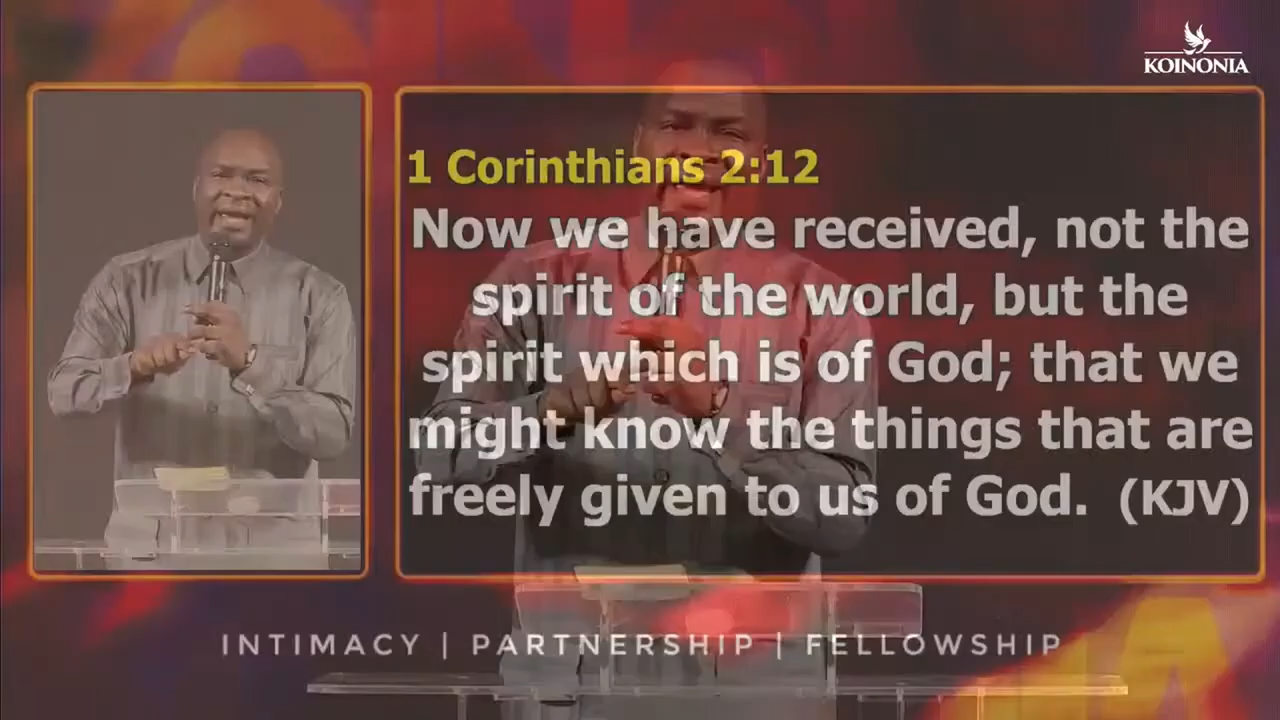 KOINONIA
1 Corinthians 2:12
Now we have received, not the
spirit of the world, but the
spirit which is of God; that we
might know the things that are
freely given to us of God. (KJV)
INTIMACY | PARTNERSHIP | FELLOWSHIP